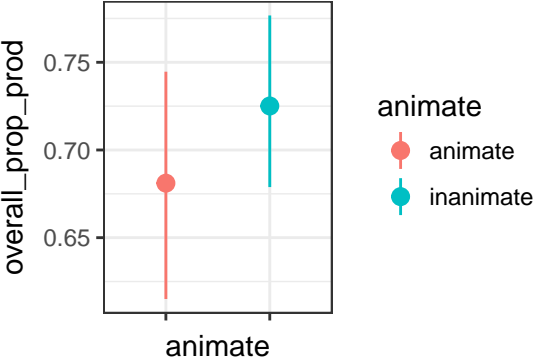 overall_prop_prod
0.75
0.70
0.65
animate
animate
animate
inanimate